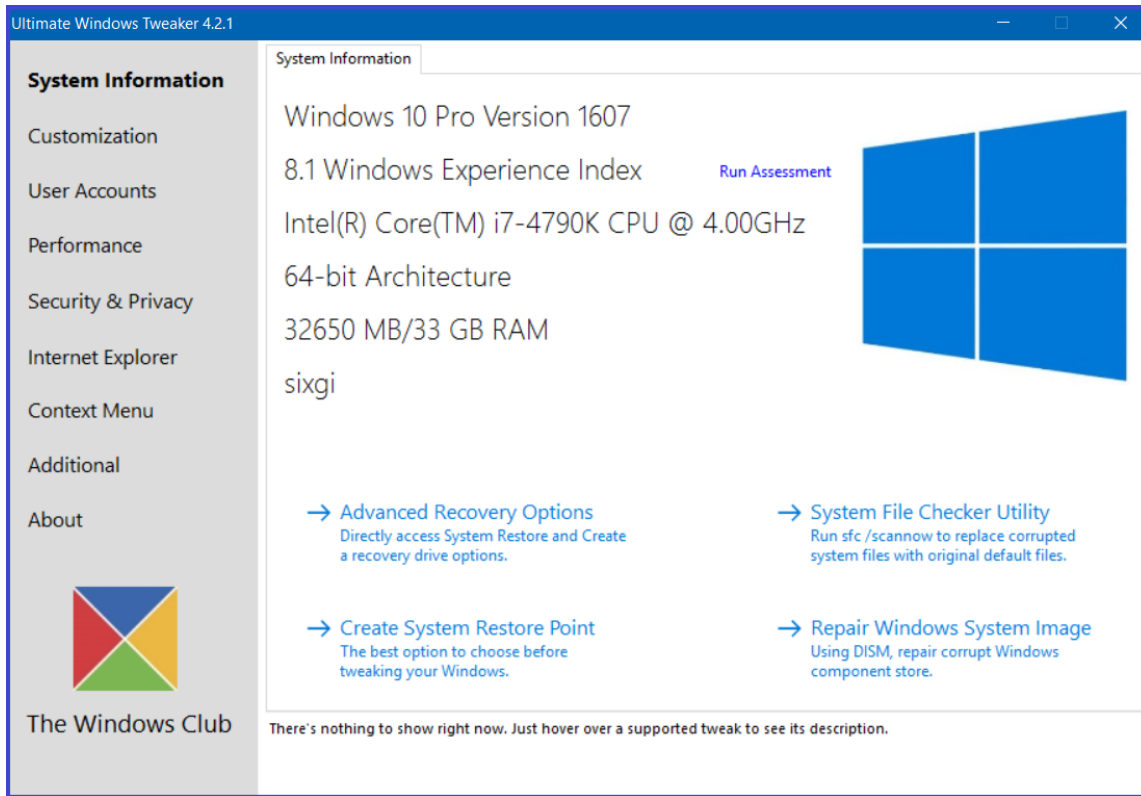 Ultimate Windows Tweaker 4.2.1
System Information
Customization
User Accounts
Performance
Security & Privacy
Internet Explorer
Context Menu
Additional
About
The Windows Club
System Information
Windows 10 Pro Version 1607
8.1 Windows Experience Index Run Assessment
Intel(R) Core(TM) i7-4790K CPU @ 4.00GHz
64-bit Architecture
32650 MB/33 GB RAM
sixgi
Advanced Recovery Options
Directly access System Restore and Create
a recovery drive options.
System File Checker Utility
Run sfc /scannow to replace corrupted
system files with original default files.
Create System Restore Point
The best option to choose before
tweaking your Windows.
Repair Windows System Image
Using DISM, repair corrupt Windows
component store.
There's nothing to show right now. Just hover over a supported tweak to see its description.